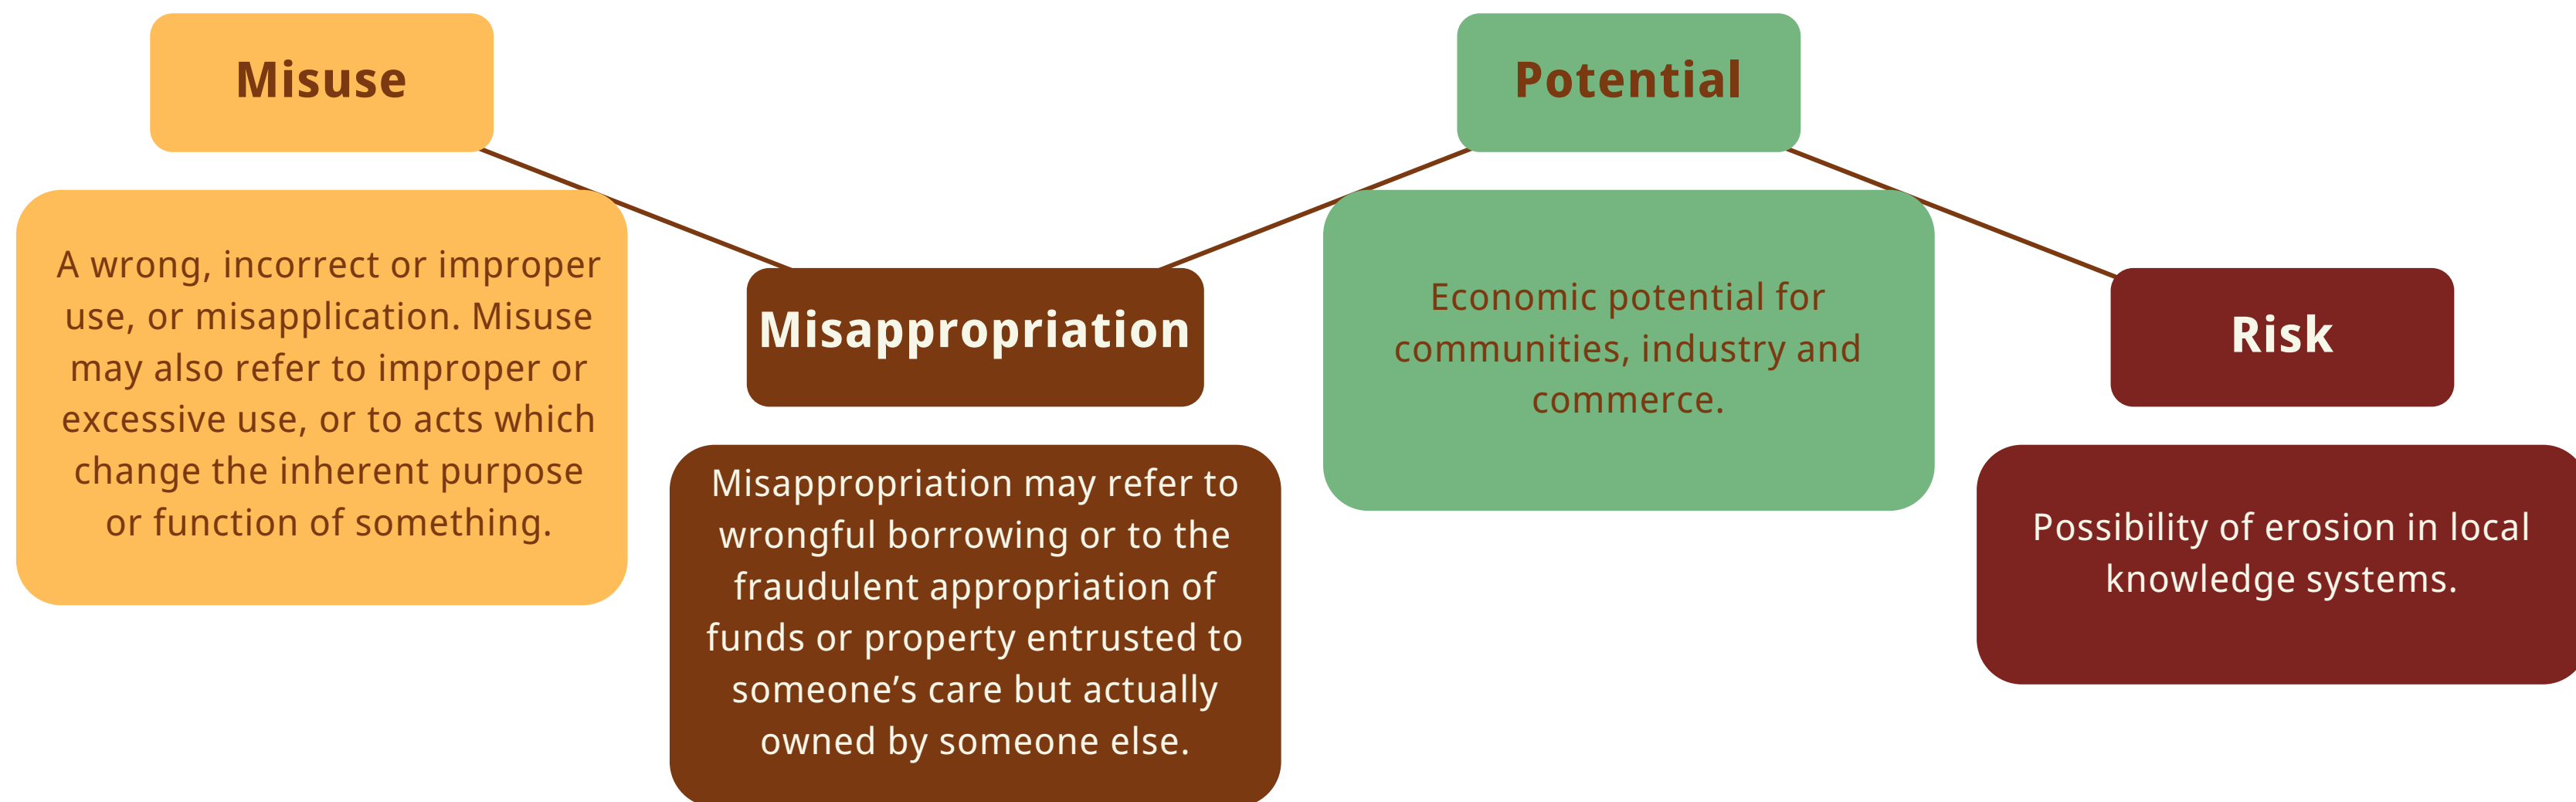 Misuse
A wrong, incorrect or improper
use, or misapplication. Misuse
may also refer to improper or
excessive use, or to acts which
change the inherent purpose
or function of something.
Misappropriation
Misappropriation may refer to
wrongful borrowing or to the
fraudulent appropriation of
funds or property entrusted to
someone’s care but actually
owned by someone else.
Potential
Economic potential for
communities, industry and
commerce.
Risk
Possibility of erosion in local
knowledge systems.